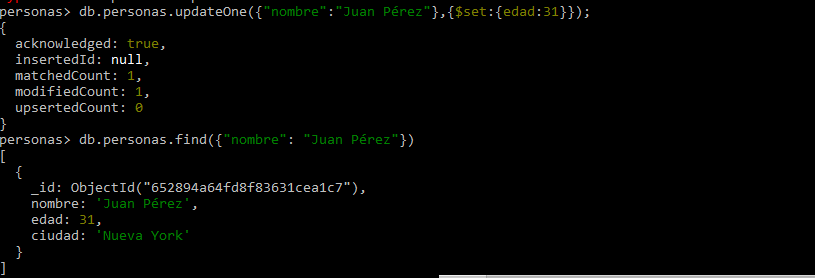 personas> db.personas.updateOne({"nombre":"Juan Pérez"},{$set:{edad:31}});
{
  acknowledged: true,
  insertedId: null,
  matchedCount: 1,
  modifiedCount: 1,
  upsertedCount: 0
}
personas> db.personas.find({"nombre": "Juan Pérez"})
[
  {
    _id: ObjectId("652894a64fd8f83631cea1c7"),
    nombre: 'Juan Pérez',
    edad: 31,
    ciudad: 'Nueva York'
  }
]